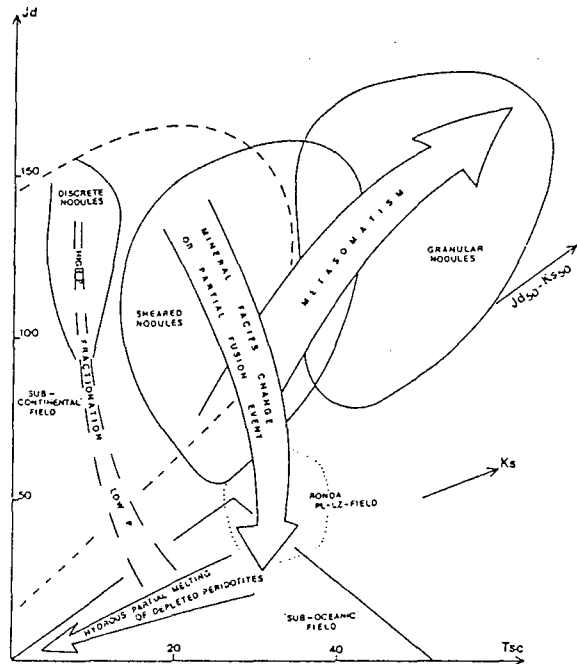 Jd
150
DISCRETE
NODULES
HIGH P
FRACTIONATION
LOW P
SUB-
CONTINENTAL
FIELD
100
50
SHEARED
NODULES
MINERAL FACIES CHANGE
OR PARTIAL FUSION EVENT
METASOMATISM
GRANULAR
NODULES
Jd50-Ks50
Ks
RONDA
PL-LZ-FIELD
HYDROUS PARTIAL MELTING
OF DEPLETED PERIDOTITES
'SUB-OCEANIC'
FIELD
20
40
Tsc